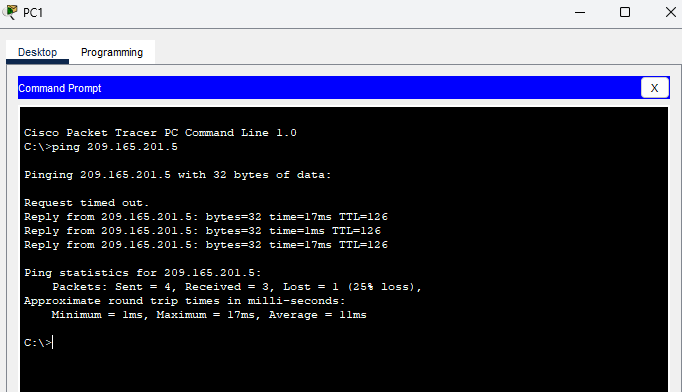 PC1
Desktop Programming
Command Prompt X
Cisco Packet Tracer PC Command Line 1.0
C:\>ping 209.165.201.5
Pinging 209.165.201.5 with 32 bytes of data:
Request timed out.
Reply from 209.165.201.5: bytes=32 time=17ms TTL=126
Reply from 209.165.201.5: bytes=32 time=1ms TTL=126
Reply from 209.165.201.5: bytes=32 time=17ms TTL=126
Ping statistics for 209.165.201.5:
Packets: Sent = 4, Received = 3, Lost = 1 (25% loss),
Approximate round trip times in milli-seconds:
Minimum = 1ms, Maximum = 17ms, Average = 11ms
C:\>